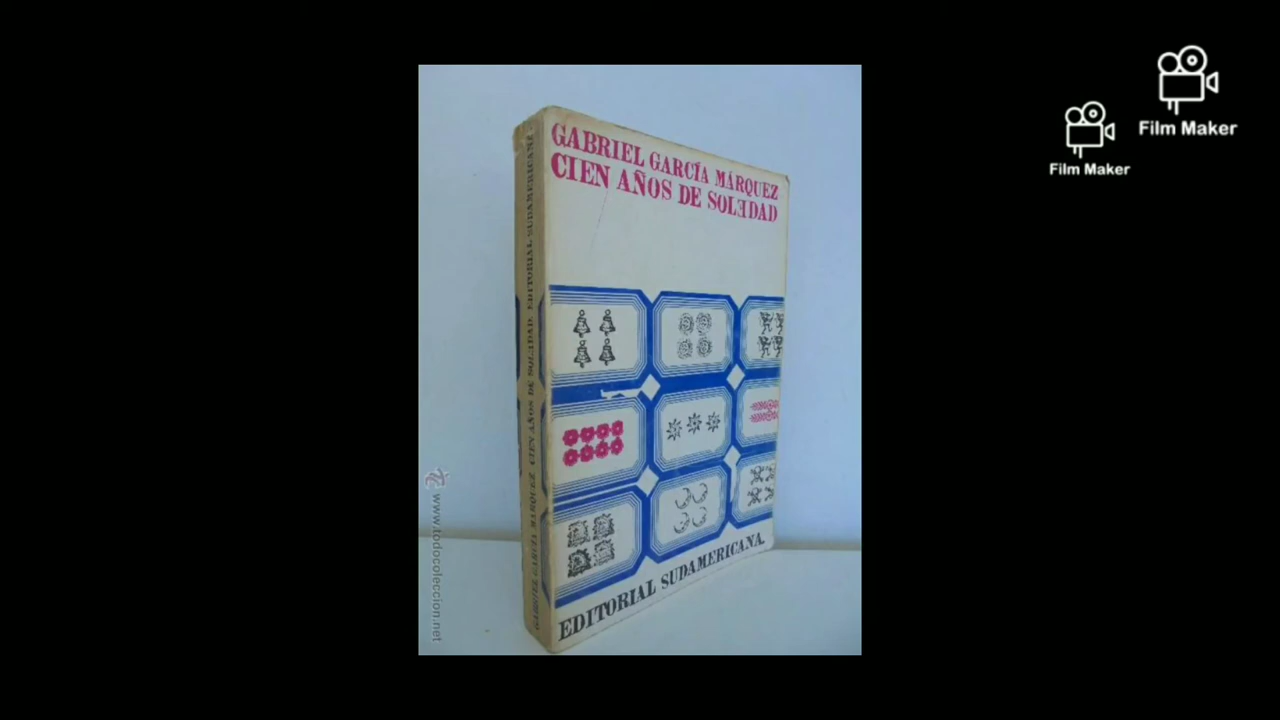 GABRIEL GARCÍA MÁRQUEZ
CIEN AÑOS DE SOLƎDAD
EDITORIAL SUDAMERICANA.
GABRIEL GARCÍA MÁRQUEZ. CIEN AÑOS DE SOLEDAD. EDITORIAL SUDAMERICANA
www.todocoleccion.net
Film Maker
Film Maker